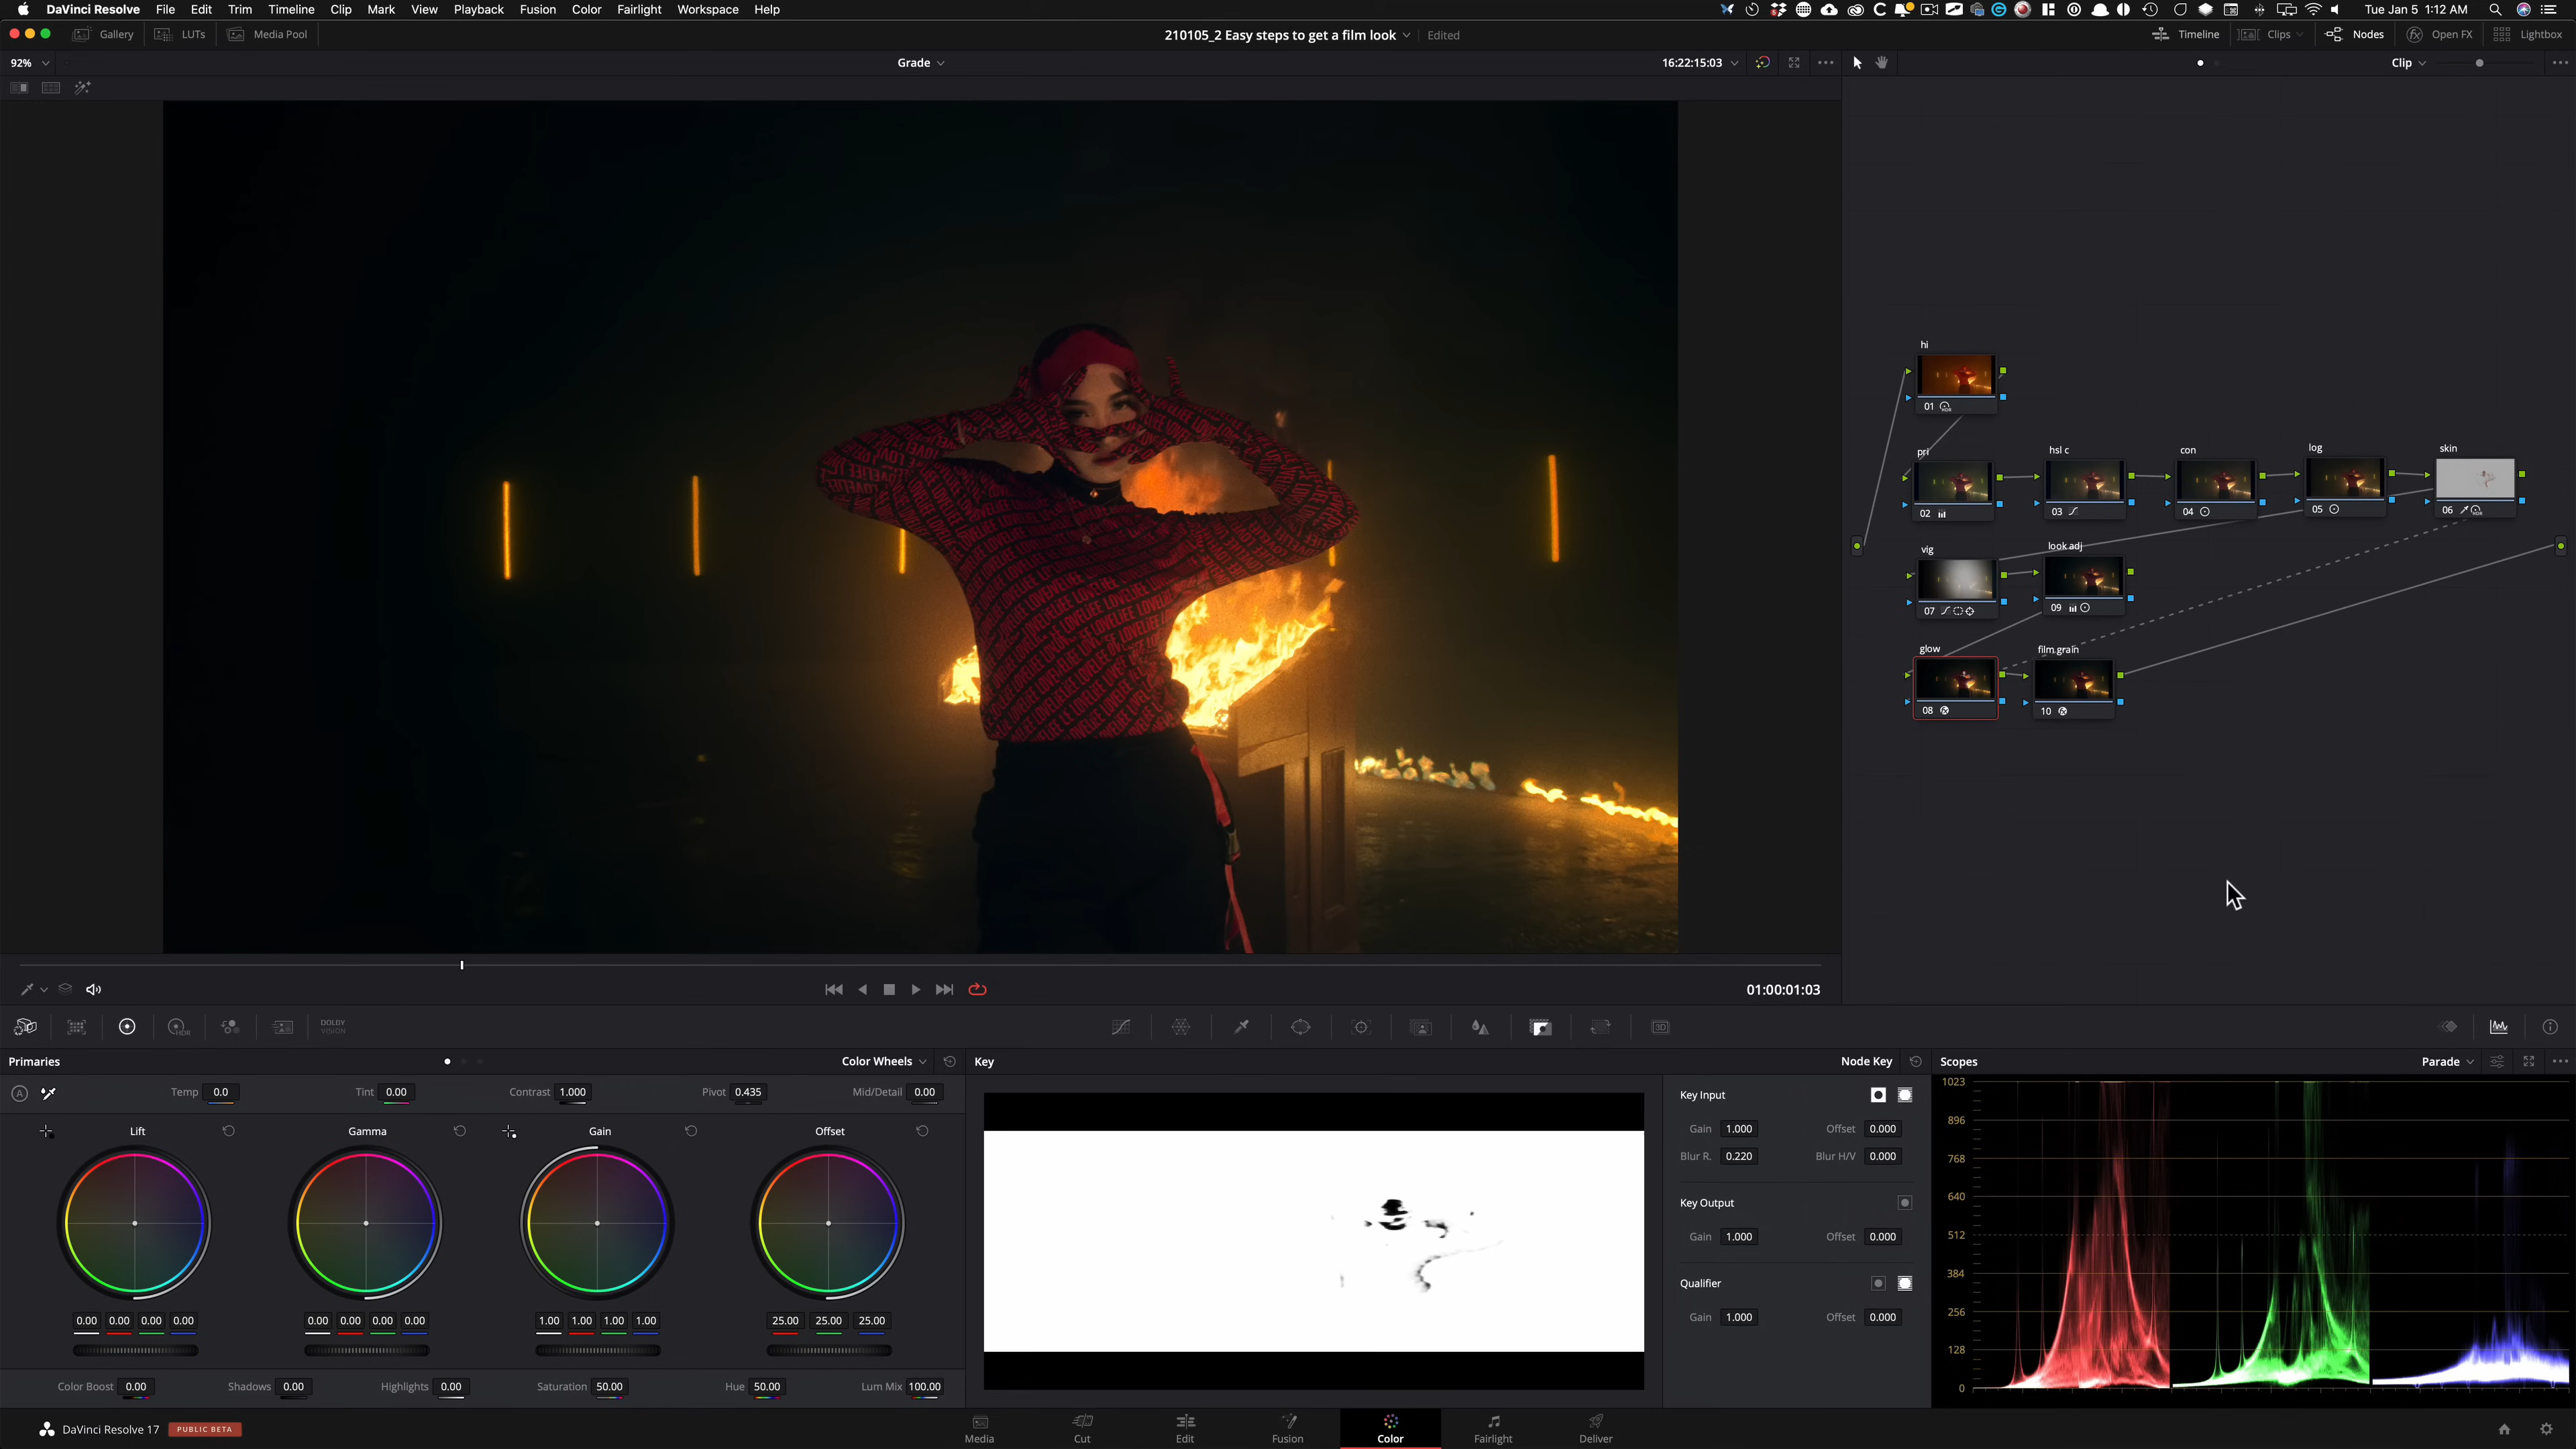 DaVinci Resolve File Edit Trim Timeline Clip Mark View Playback Fusion Color Fairlight Workspace Help Tue Jan 5 1:12 AM
Gallery LUTs Media Pool 210105_2 Easy steps to get a film look Edited Timeline Clips Nodes Open FX Lightbox
92% Grade 16:22:15:03 Clip
hi
01
pri hsl c con log skin
02 03 04 05 06
vig look adj
07 09
glow film.grain
08 10
01:00:01:03
DOLBY
VISION
Primaries Color Wheels Key Node Key Scopes Parade
Temp 0.0 Tint 0.00 Contrast 1.000 Pivot 0.435 Mid/Detail 0.00
Lift Gamma Gain Offset
0.00 0.00 0.00 0.00 0.00 0.00 0.00 0.00 1.00 1.00 1.00 1.00 25.00 25.00 25.00
Color Boost 0.00 Shadows 0.00 Highlights 0.00 Saturation 50.00 Hue 50.00 Lum Mix 100.00
Key Input
Gain 1.000 Offset 0.000
Blur R. 0.220 Blur H/V 0.000
Key Output
Gain 1.000 Offset 0.000
Qualifier
Gain 1.000 Offset 0.000
1023
896
768
640
512
384
256
128
0
DaVinci Resolve 17 PUBLIC BETA
Media Cut Edit Fusion Color Fairlight Deliver